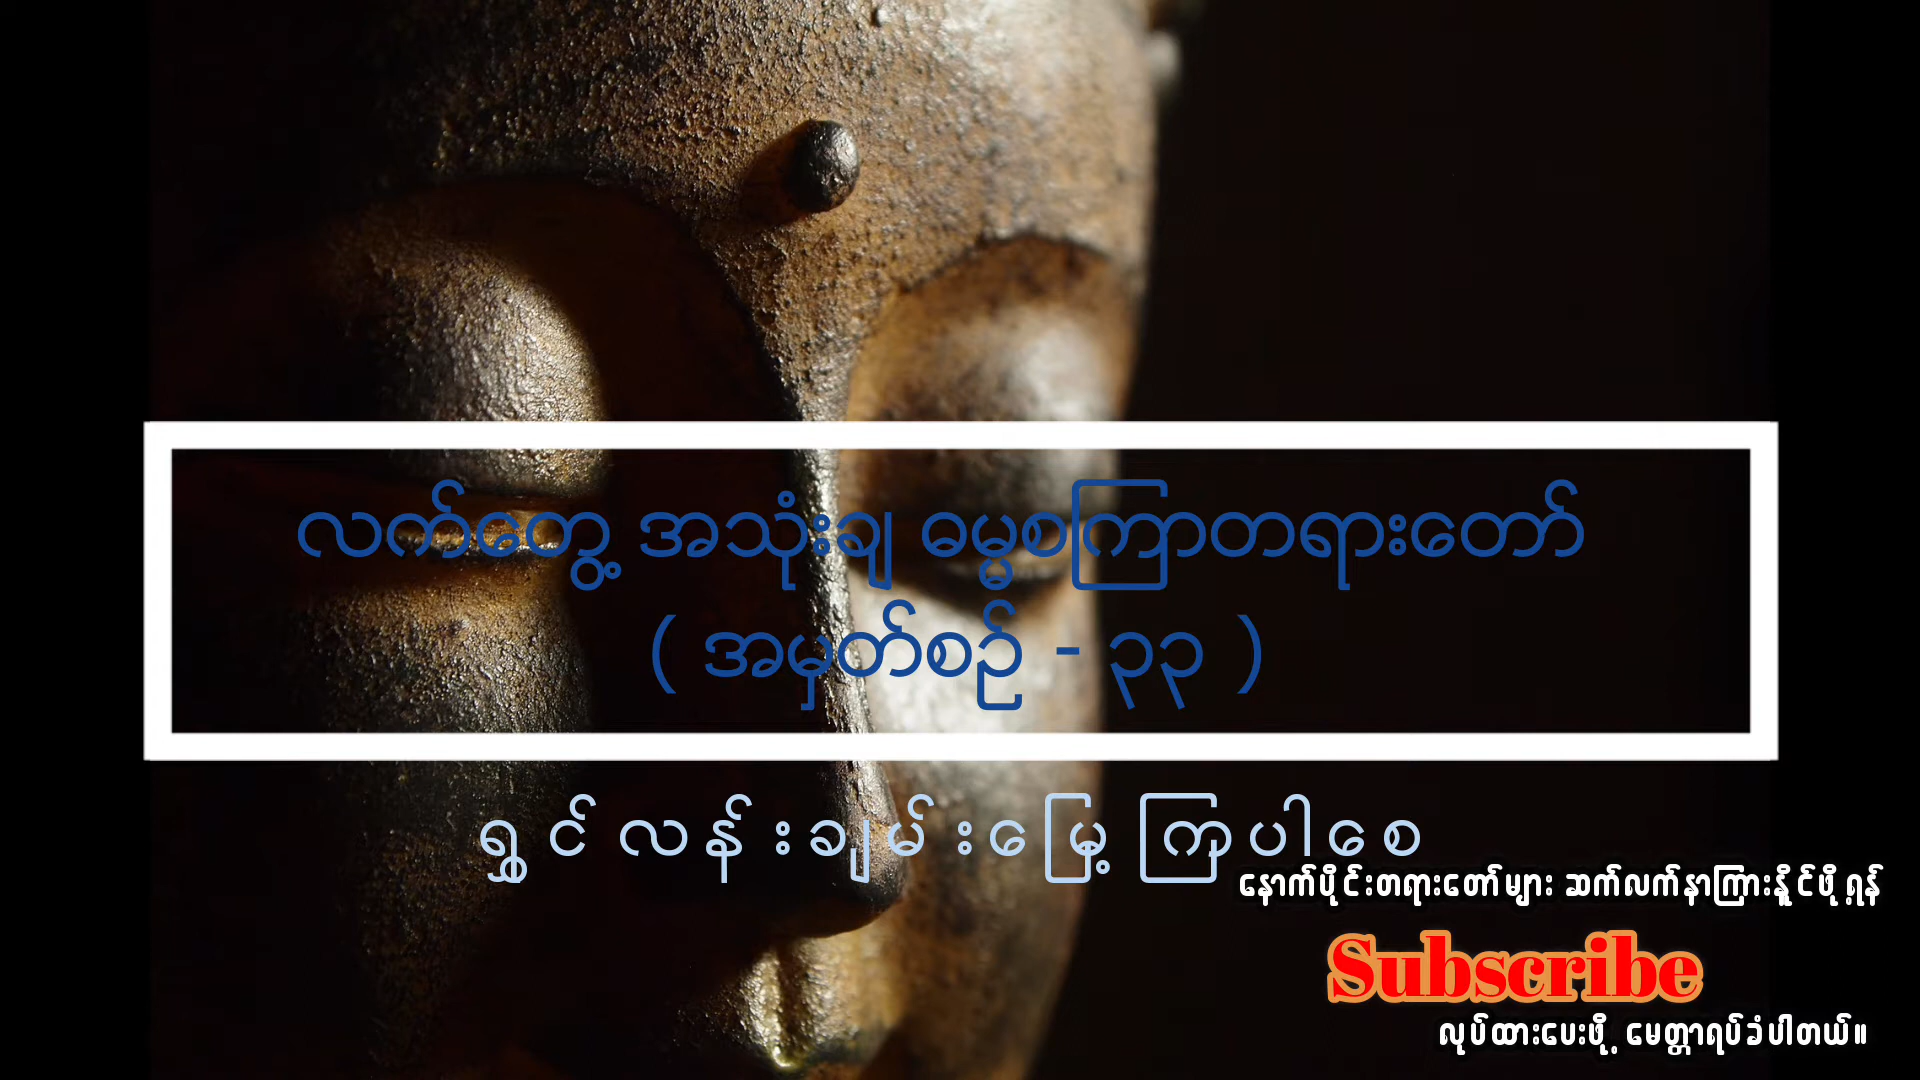 လက်တွေ့ အသုံးချ ဓမ္မစကြာတရားတော်
( အမှတ်စဉ် - ၃၃ )
ရွှင်လန်းချမ်းမြေ့ကြပါစေ
နောက်ပိုင်းတရားတော်များ ဆက်လက်နာကြားနိူင်ဖို့ရန်
Subscribe
လုပ်ထားပေးဖို့ မေတ္တာရပ်ခံပါတယ်။